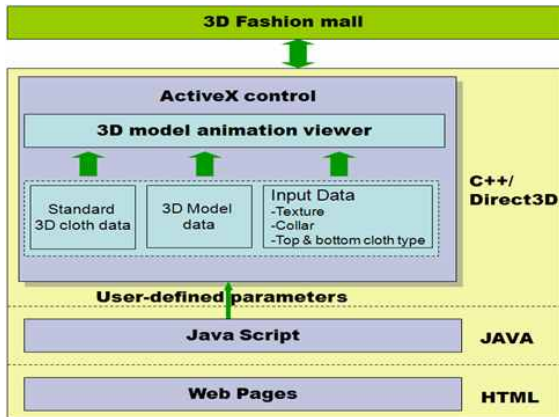 3D Fashion mall
ActiveX control
3D model animation viewer
Standard
3D cloth data
3D Model
data
Input Data
-Texture
-Collar
-Top & bottom cloth type
C++/
Direct3D
User-defined parameters
Java Script
JAVA
Web Pages
HTML